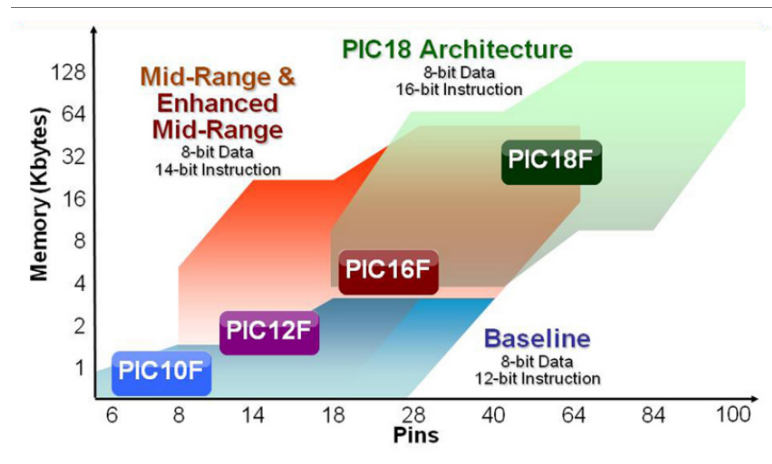 PIC18 Architecture
8-bit Data
16-bit Instruction
Mid-Range &
Enhanced
Mid-Range
8-bit Data
14-bit Instruction
Memory (Kbytes)
128
64
32
16
8
4
2
1
PIC18F
PIC16F
PIC12F
PIC10F
Baseline
8-bit Data
12-bit Instruction
6 8 14 18 28 40 64 84 100
Pins